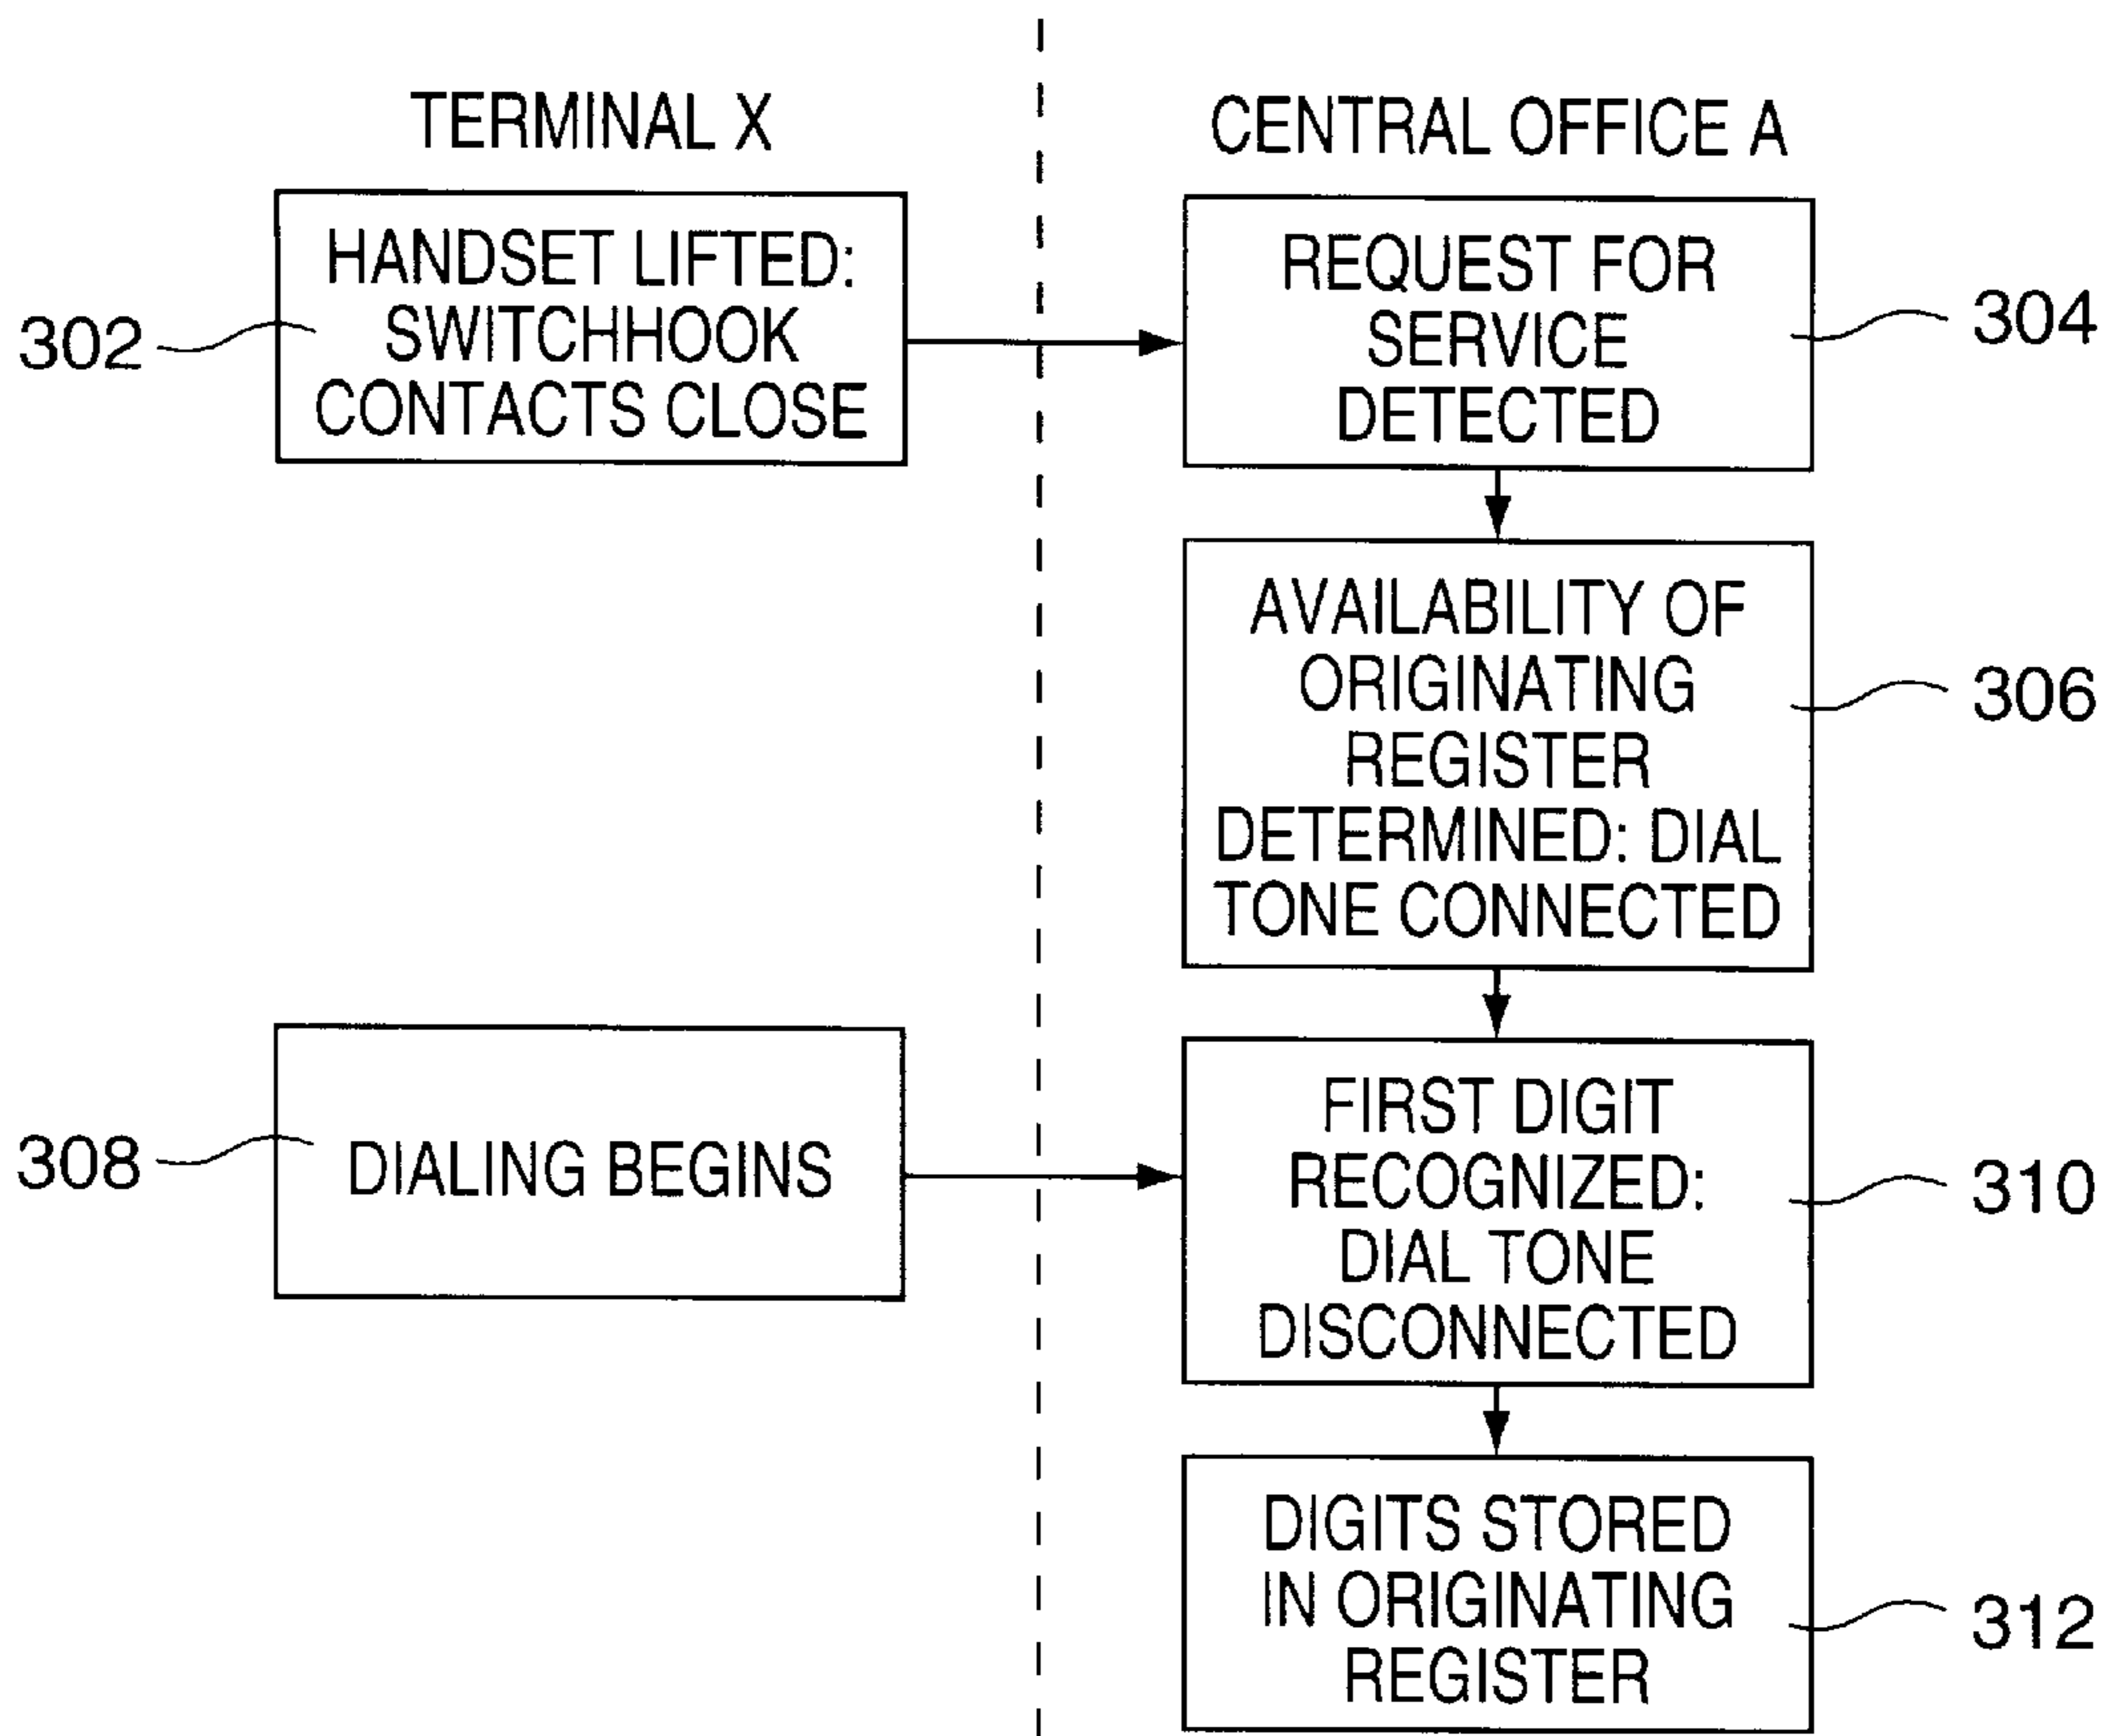 TERMINAL X
CENTRAL OFFICE A
302
HANDSET LIFTED:
SWITCHHOOK
CONTACTS CLOSE
REQUEST FOR
SERVICE
DETECTED
304
AVAILABILITY OF
ORIGINATING
REGISTER
DETERMINED: DIAL
TONE CONNECTED
306
308
DIALING BEGINS
FIRST DIGIT
RECOGNIZED:
DIAL TONE
DISCONNECTED
310
DIGITS STORED
IN ORIGINATING
REGISTER
312